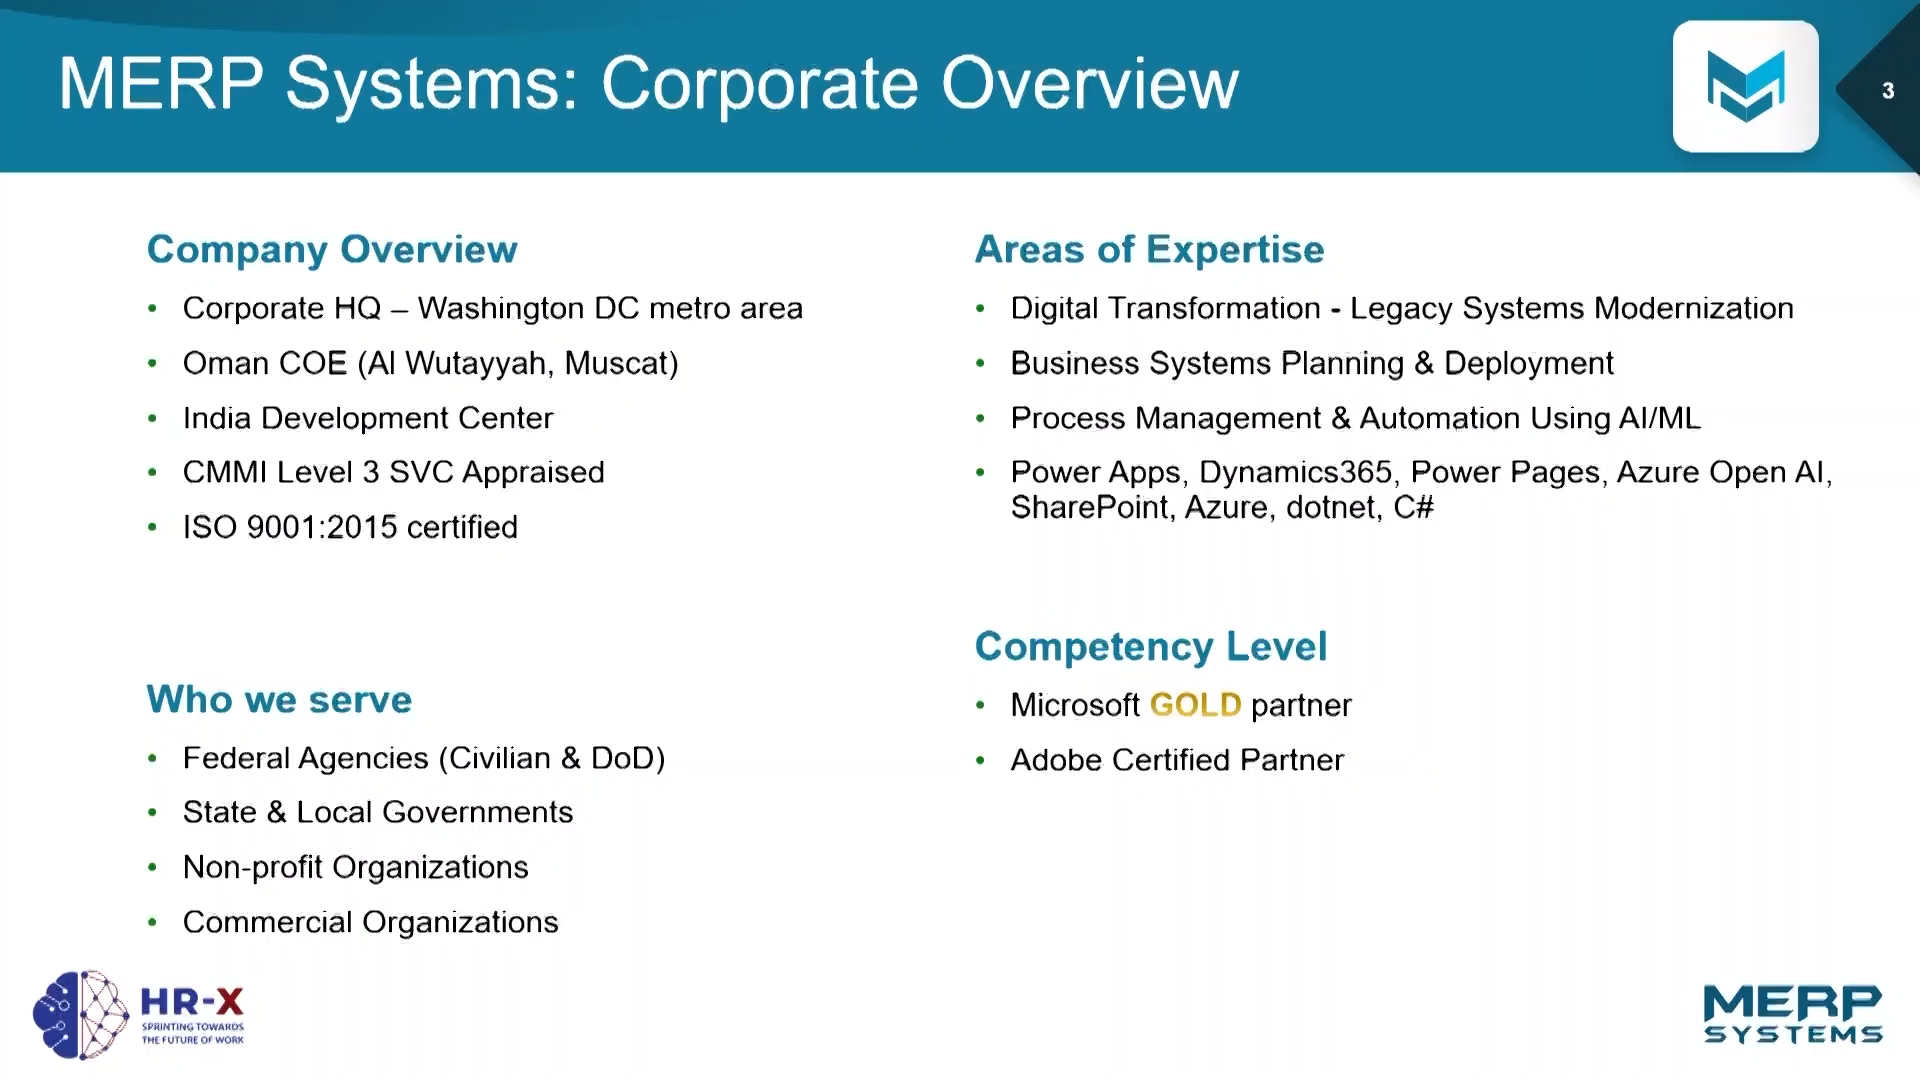 MERP Systems: Corporate Overview
3
Company Overview
• Corporate HQ – Washington DC metro area
• Oman COE (Al Wutayyah, Muscat)
• India Development Center
• CMMI Level 3 SVC Appraised
• ISO 9001:2015 certified
Who we serve
• Federal Agencies (Civilian & DoD)
• State & Local Governments
• Non-profit Organizations
• Commercial Organizations
Areas of Expertise
• Digital Transformation - Legacy Systems Modernization
• Business Systems Planning & Deployment
• Process Management & Automation Using AI/ML
• Power Apps, Dynamics365, Power Pages, Azure Open AI,
SharePoint, Azure, dotnet, C#
Competency Level
• Microsoft GOLD partner
• Adobe Certified Partner
HR-X
SPRINTING TOWARDS
THE FUTURE OF WORK
MERP
SYSTEMS